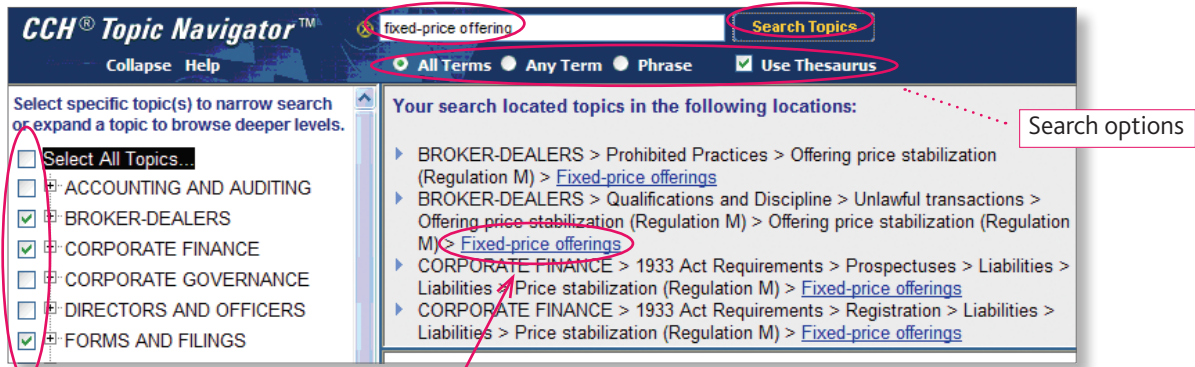 CCH® Topic Navigator™
fixed-price offering
Search Topics
Collapse Help
All Terms Any Term Phrase Use Thesaurus
Select specific topic(s) to narrow search
or expand a topic to browse deeper levels.
Select All Topics...
ACCOUNTING AND AUDITING
BROKER-DEALERS
CORPORATE FINANCE
CORPORATE GOVERNANCE
DIRECTORS AND OFFICERS
FORMS AND FILINGS
Your search located topics in the following locations:
BROKER-DEALERS > Prohibited Practices > Offering price stabilization
(Regulation M) > Fixed-price offerings
BROKER-DEALERS > Qualifications and Discipline > Unlawful transactions >
Offering price stabilization (Regulation M) > Offering price stabilization (Regulation
M) > Fixed-price offerings
CORPORATE FINANCE > 1933 Act Requirements > Prospectuses > Liabilities >
Liabilities > Price stabilization (Regulation M) > Fixed-price offerings
CORPORATE FINANCE > 1933 Act Requirements > Registration > Liabilities >
Liabilities > Price stabilization (Regulation M) > Fixed-price offerings
Search options